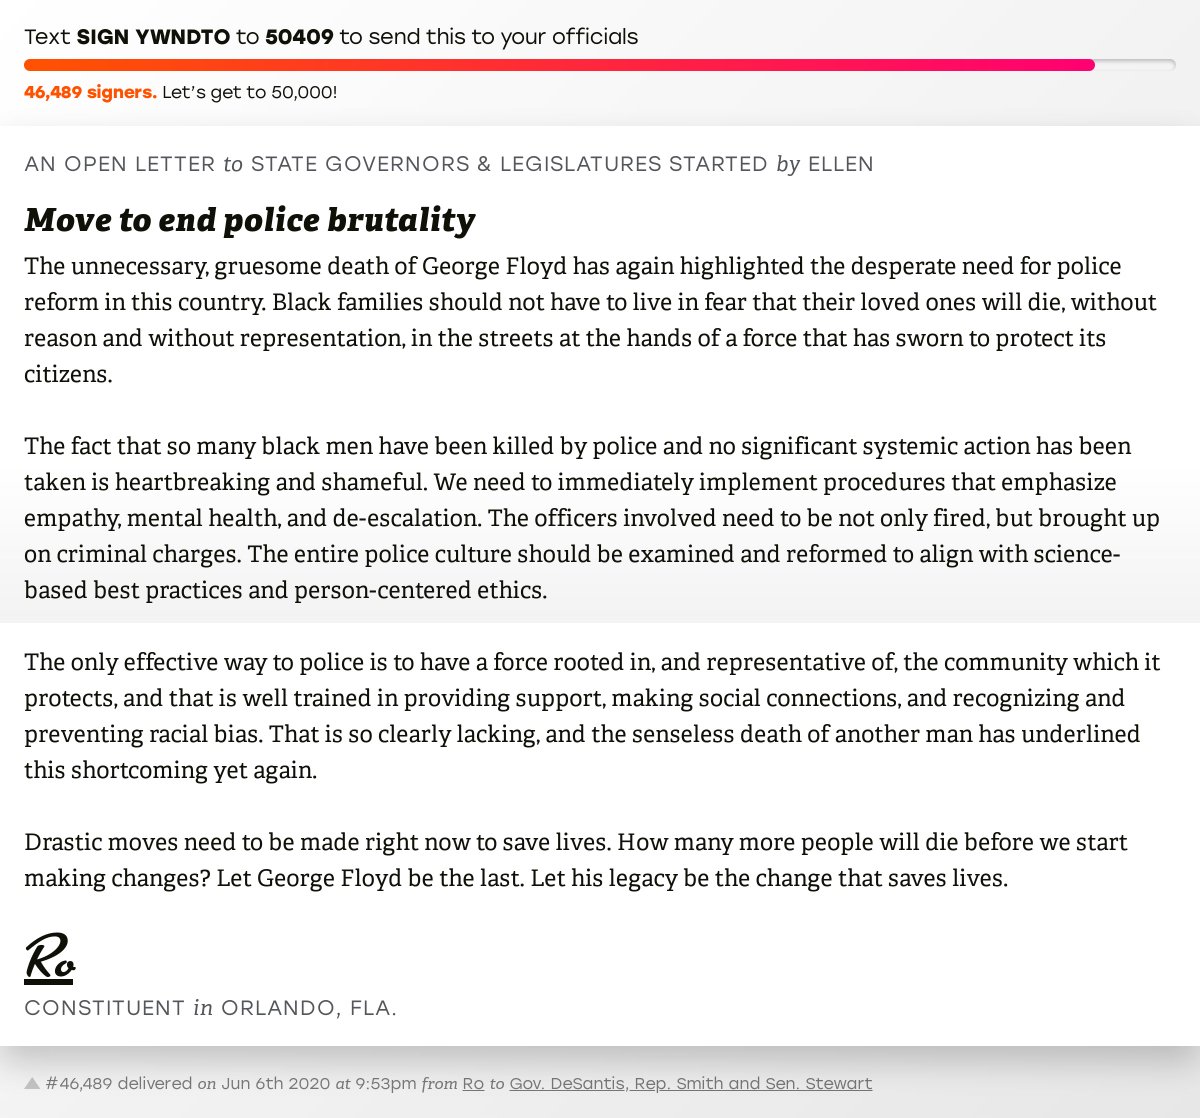 Text SIGN YWNDTO to 50409 to send this to your officials
46,489 signers. Let’s get to 50,000!
AN OPEN LETTER to STATE GOVERNORS & LEGISLATURES STARTED by ELLEN
Move to end police brutality
The unnecessary, gruesome death of George Floyd has again highlighted the desperate need for police
reform in this country. Black families should not have to live in fear that their loved ones will die, without
reason and without representation, in the streets at the hands of a force that has sworn to protect its
citizens.
The fact that so many black men have been killed by police and no significant systemic action has been
taken is heartbreaking and shameful. We need to immediately implement procedures that emphasize
empathy, mental health, and de-escalation. The officers involved need to be not only fired, but brought up
on criminal charges. The entire police culture should be examined and reformed to align with science-
based best practices and person-centered ethics.
The only effective way to police is to have a force rooted in, and representative of, the community which it
protects, and that is well trained in providing support, making social connections, and recognizing and
preventing racial bias. That is so clearly lacking, and the senseless death of another man has underlined
this shortcoming yet again.
Drastic moves need to be made right now to save lives. How many more people will die before we start
making changes? Let George Floyd be the last. Let his legacy be the change that saves lives.
Ro
CONSTITUENT in ORLANDO, FLA.
#46,489 delivered on Jun 6th 2020 at 9:53pm from Ro to Gov. DeSantis, Rep. Smith and Sen. Stewart